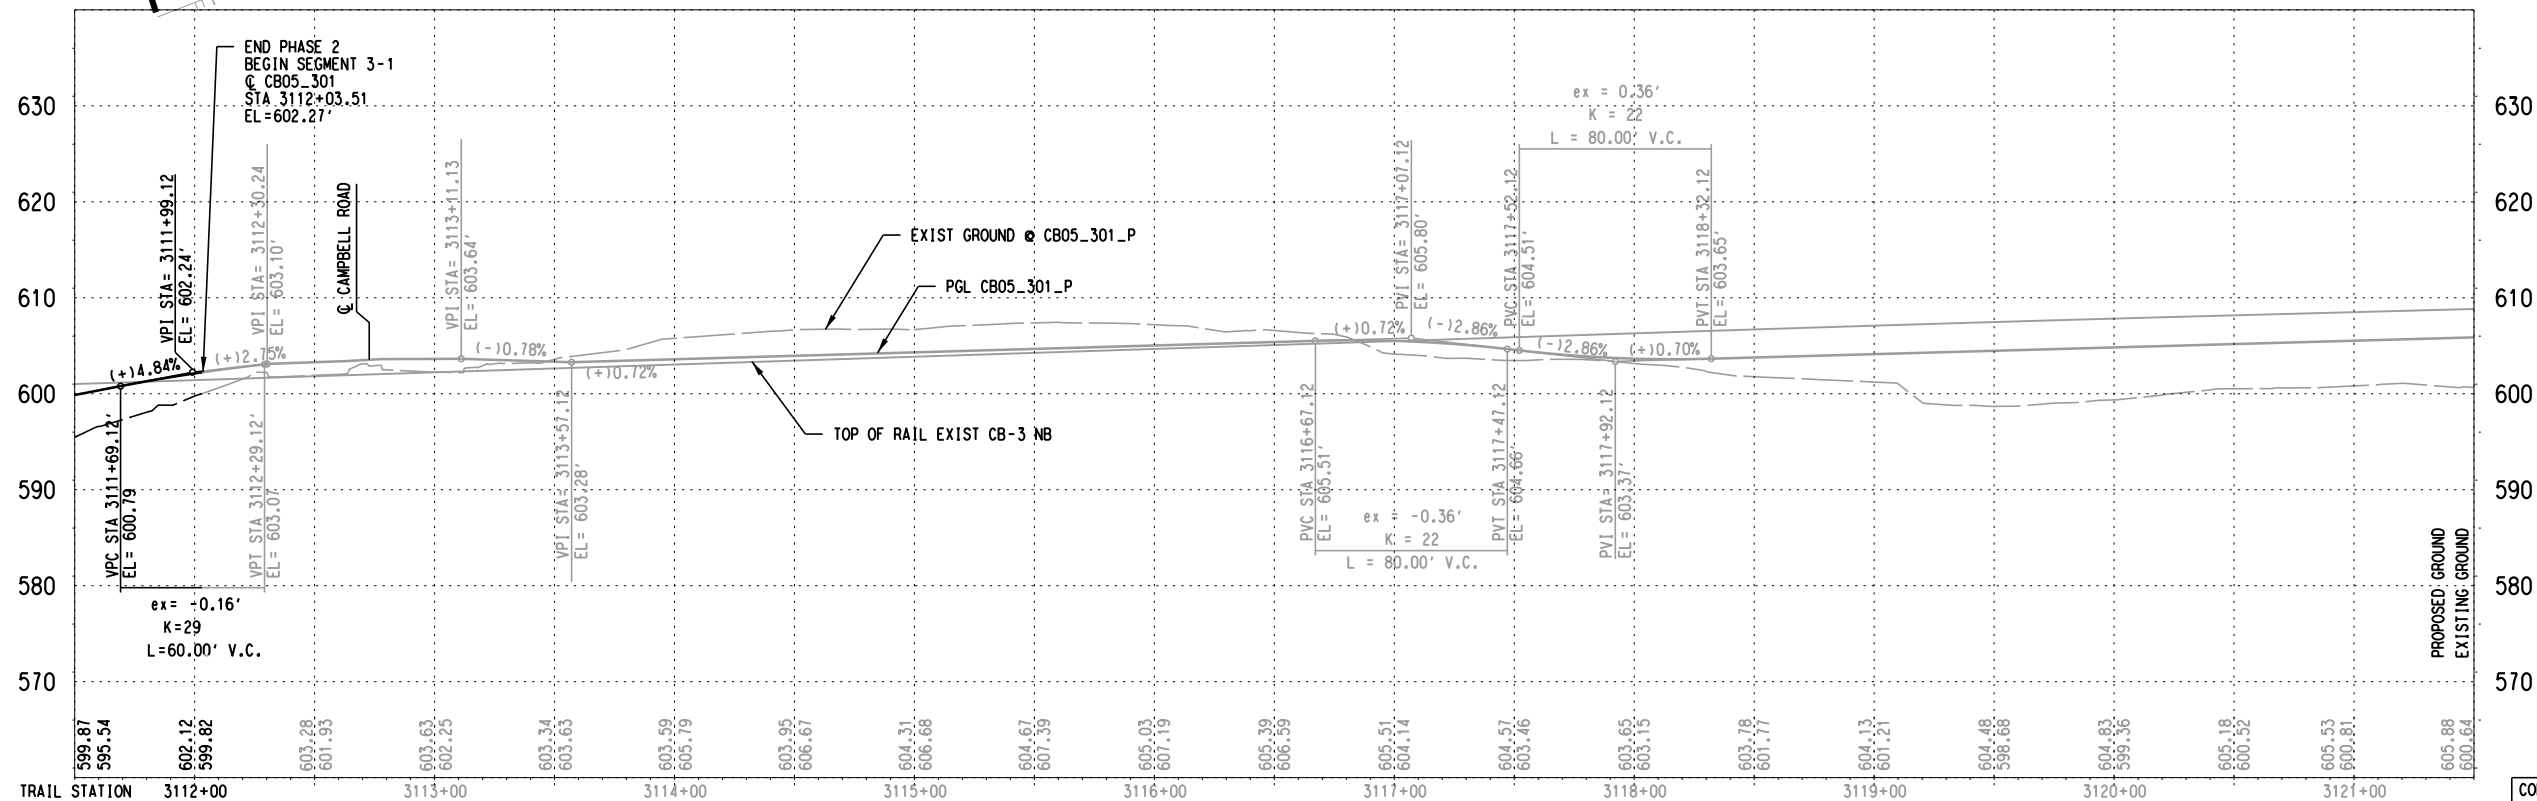 END PHASE 2
BEGIN SEGMENT 3-1
℄ CB05_301
STA 3112+03.51
EL=602.27'
630
620
610
600
590
580
570
630
620
610
600
590
580
570
VPI STA= 3111+99.12
EL= 602.24'
VPI STA= 3112+30.24
EL= 603.10'
℄ CAMPBELL ROAD
VPI STA= 3113+11.13
EL= 603.64'
(+)4.84%
(+)2.75%
(-)0.78%
(+)0.72%
EXIST GROUND @ CB05_301_P
PGL CB05_301_P
TOP OF RAIL EXIST CB-3 NB
VPC STA 3111+69.12
EL= 600.79
VPT STA 3112+29.12
EL= 603.07
ex= -0.16'
K=29
L=60.00' V.C.
VPI STA= 3113+57.12
EL= 603.28'
PVI STA= 3117+07.12
EL= 605.80'
(+)0.72%
(-)2.86%
PVC STA 3117+52.12
EL= 604.51'
ex = 0.36'
K = 22
L = 80.00' V.C.
PVT STA 3118+32.12
EL= 603.65'
(-)2.86%
(+)0.70%
PVC STA 3116+67.12
EL= 605.51'
ex = -0.36'
K = 22
L = 80.00' V.C.
PVT STA 3117+47.12
EL= 604.66'
PVI STA= 3117+92.12
EL= 603.37'
PROPOSED GROUND
EXISTING GROUND
599.87
595.54
602.12
599.82
603.28
601.93
603.63
602.25
603.34
603.63
603.59
605.79
603.95
606.67
604.31
606.68
604.67
607.39
605.03
607.19
605.39
606.59
605.51
604.14
604.57
603.46
603.65
603.15
603.78
601.77
604.13
601.21
604.48
598.68
604.83
599.36
605.18
600.52
605.53
600.81
605.88
600.64
TRAIL STATION 3112+00 3113+00 3114+00 3115+00 3116+00 3117+00 3118+00 3119+00 3120+00 3121+00